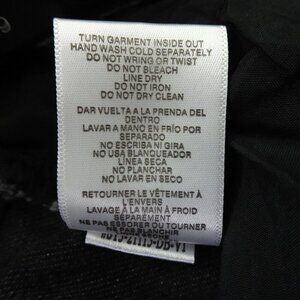 TURN GARMENT INSIDE OUT
HAND WASH COLD SEPARATELY
DO NOT WRING OR TWIST
DO NOT BLEACH
LINE DRY
DO NOT IRON
DO NOT DRY CLEAN
DAR VUELTA A LA PRENDA DEL
DENTRO
LAVAR A MANO EN FRÍO POR
SEPARADO
NO ESCRIBA NI GIRA
NO USA BLANQUEADOR
LINEA SECA
NO PLANCHAR
NO LAVAR EN SECO
RETOURNER LE VÊTEMENT À
L'ENVERS
LAVAGE À LA MAIN À FROID
SÉPARÉMENT
NE PAS ESSORER OU TOURNER
NE PAS BLANCHIR